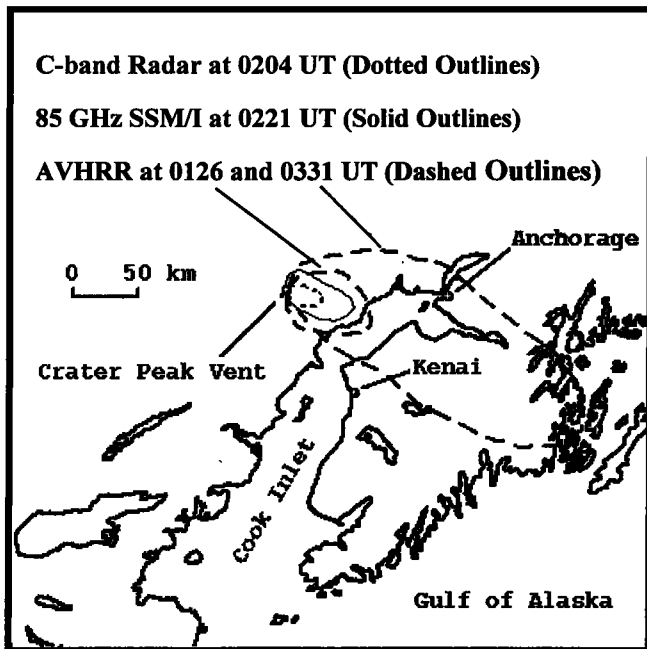 C-band Radar at 0204 UT (Dotted Outlines)
85 GHz SSM/I at 0221 UT (Solid Outlines)
AVHRR at 0126 and 0331 UT (Dashed Outlines)
Anchorage
0 50 km
Crater Peak Vent
Kenai
Cook Inlet
Gulf of Alaska